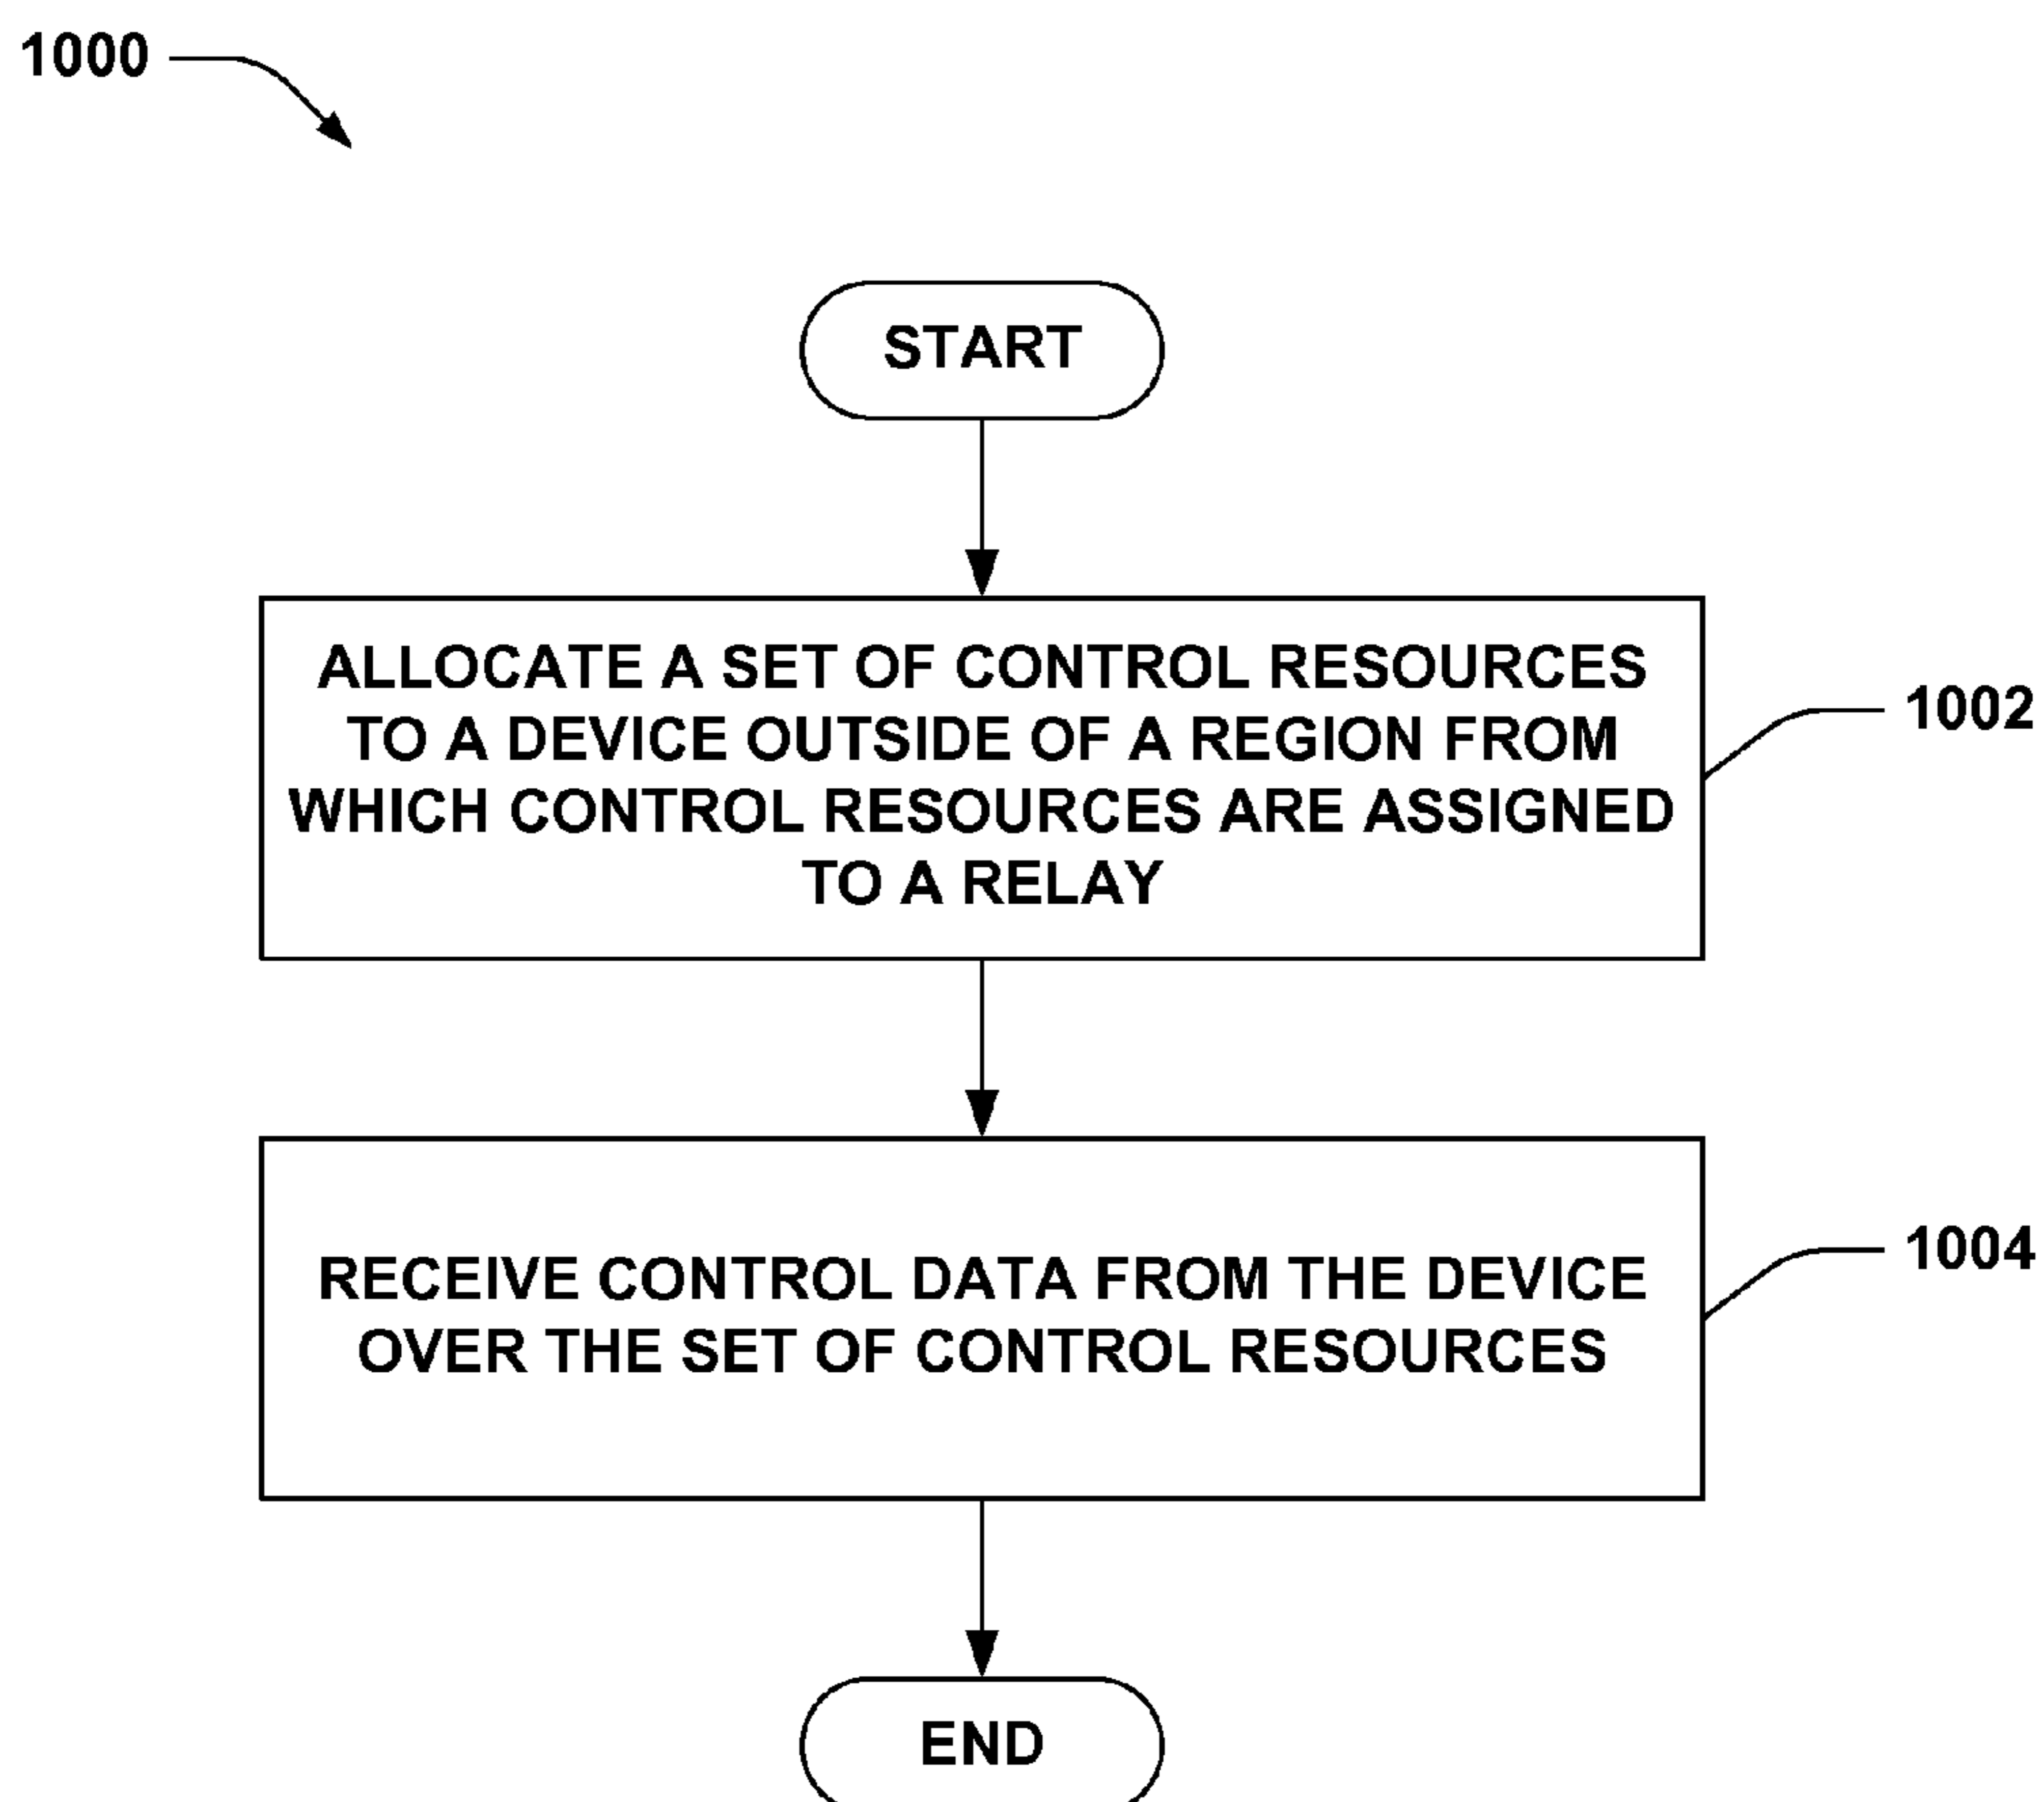 1000
START
ALLOCATE A SET OF CONTROL RESOURCES
TO A DEVICE OUTSIDE OF A REGION FROM
WHICH CONTROL RESOURCES ARE ASSIGNED
TO A RELAY
1002
RECEIVE CONTROL DATA FROM THE DEVICE
OVER THE SET OF CONTROL RESOURCES
1004
END